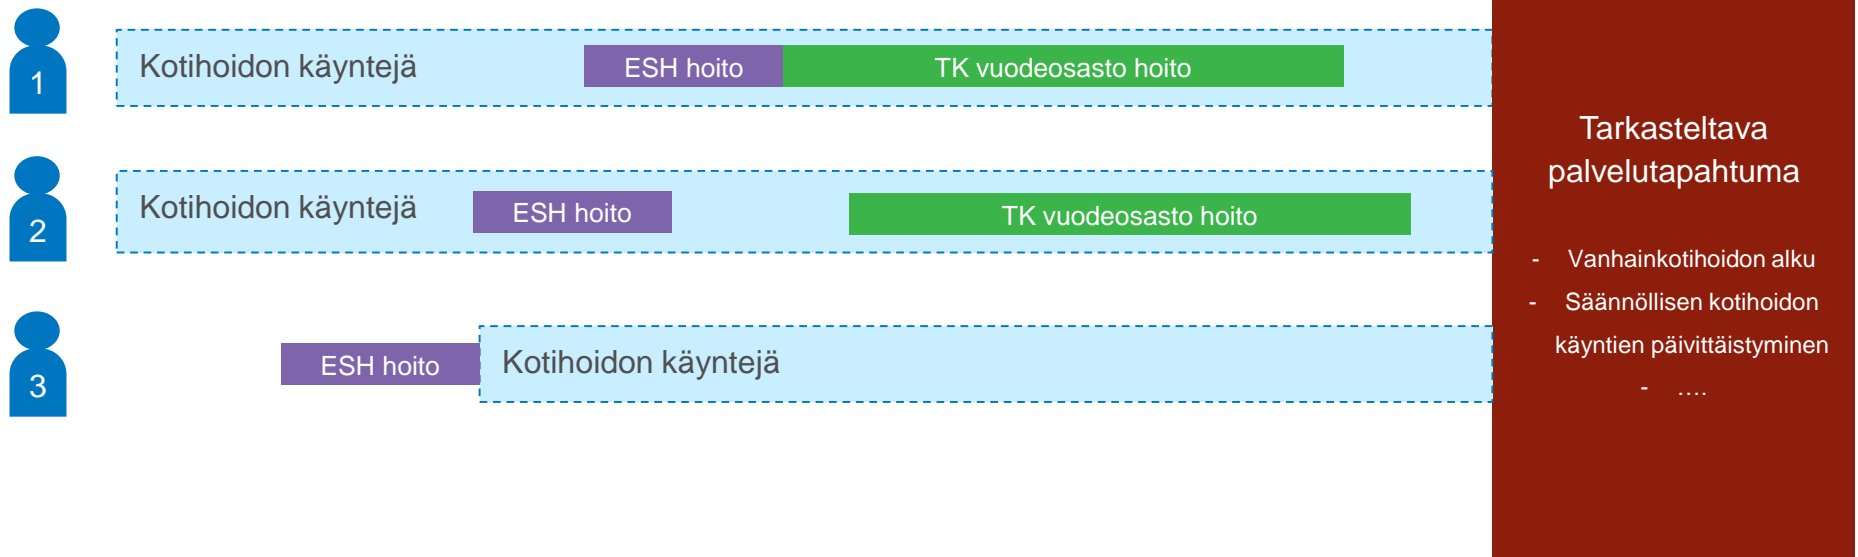 1
Kotihoidon käyntejä
ESH hoito
TK vuodeosasto hoito
2
Kotihoidon käyntejä
ESH hoito
TK vuodeosasto hoito
3
ESH hoito
Kotihoidon käyntejä
Tarkasteltava
palvelutapahtuma
- Vanhainkotihoidon alku
- Säännöllisen kotihoidon
käyntien päivittäistyminen
- ....